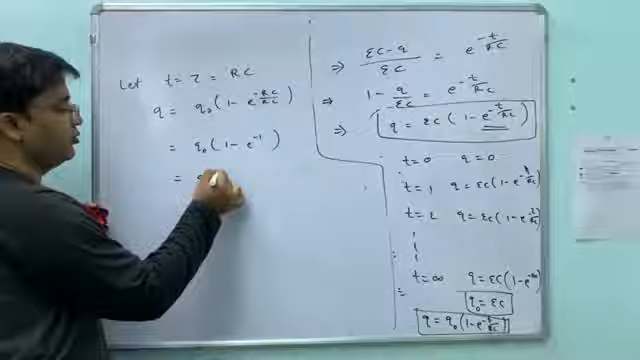 Let t = τ = RC
q = q₀(1 - e^(-RC/RC))
= q₀(1 - e⁻¹)
=
⇒ (εC-q)/εC = e^(-t/RC)
⇒ 1 - q/εC = e^(-t/RC)
⇒ q = εC(1 - e^(-t/RC))
t=0 q=0
t=1 q=εC(1-e^(-1/RC))
t=2 q=εC(1-e^(-2/RC))
t=∞ q=εC(1-e^(-∞))
q₀=εC
q=q₀(1-e^(-t/RC))